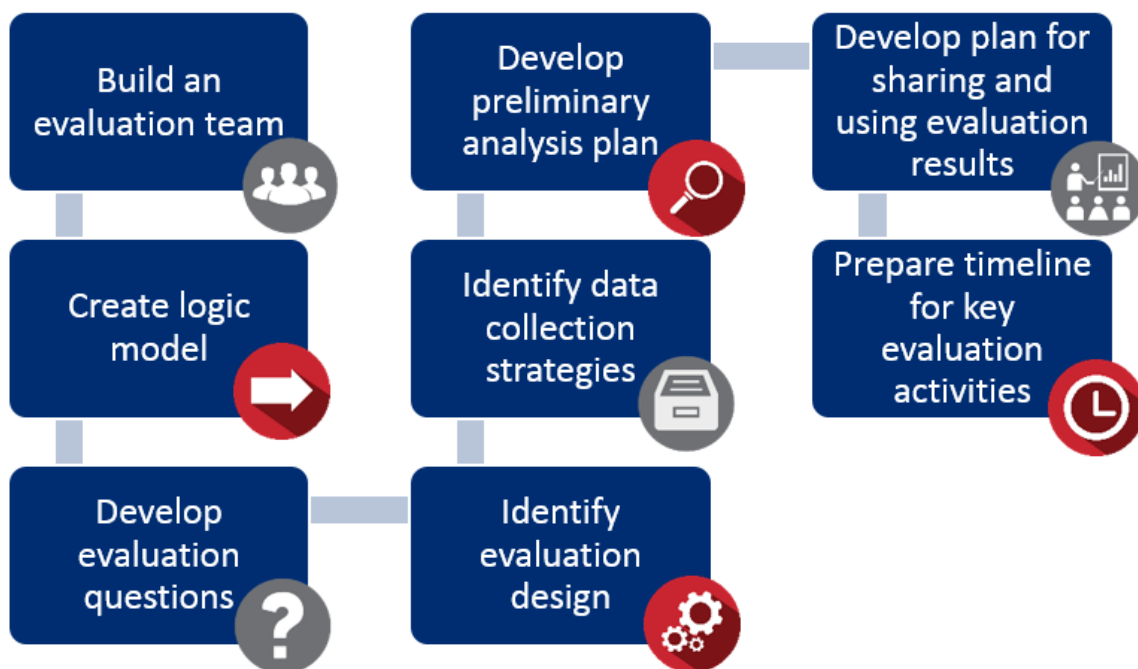 Build an
evaluation team
Create logic
model
Develop
evaluation
questions
?
Identify
evaluation
design
Identify data
collection
strategies
Develop
preliminary
analysis plan
Develop plan for
sharing and
using evaluation
results
Prepare timeline
for key
evaluation
activities